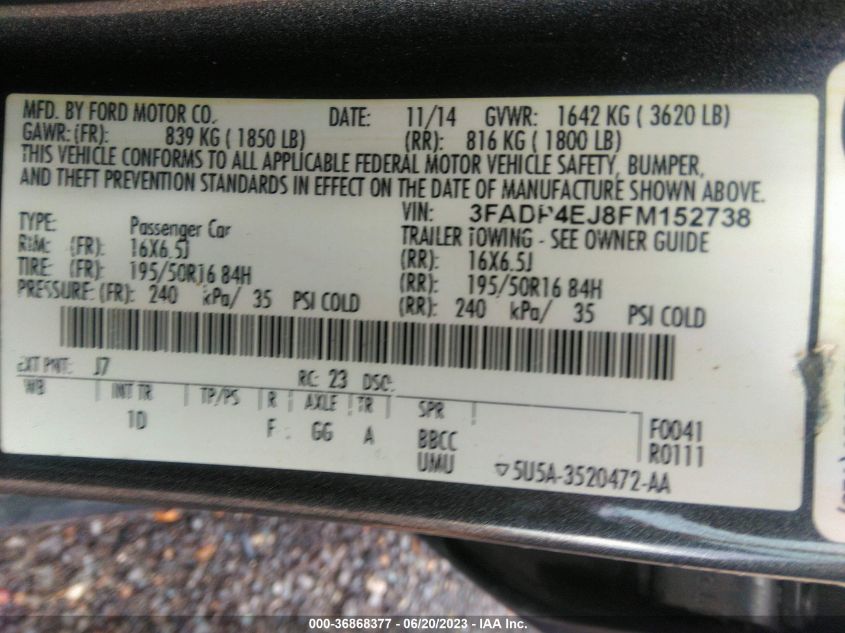 MFD. BY FORD MOTOR CO.
DATE: 11/14 GVWR: 1642 KG ( 3620 LB)
GAWR: (FR): 839 KG ( 1850 LB) (RR): 816 KG ( 1800 LB)
THIS VEHICLE CONFORMS TO ALL APPLICABLE FEDERAL MOTOR VEHICLE SAFETY, BUMPER,
AND THEFT PREVENTION STANDARDS IN EFFECT ON THE DATE OF MANUFACTURE SHOWN ABOVE.
VIN: 3FADP4EJ8FM152738
TYPE: Passenger Car TRAILER TOWING - SEE OWNER GUIDE
RIM: (FR): 16X6.5J (RR): 16X6.5J
TIRE: (FR): 195/50R16 84H (RR): 195/50R16 84H
PRESSURE: (FR): 240 kPa/ 35 PSI COLD (RR): 240 kPa/ 35 PSI COLD
EXT PNT: J7 RC: 23 DSO:
WB INT TR TP/PS R AXLE TR SPR
1D F GG A BBCC F0041
UMU R0111
5U5A-3520472-AA
000-36868377 - 06/20/2023 - IAA Inc.